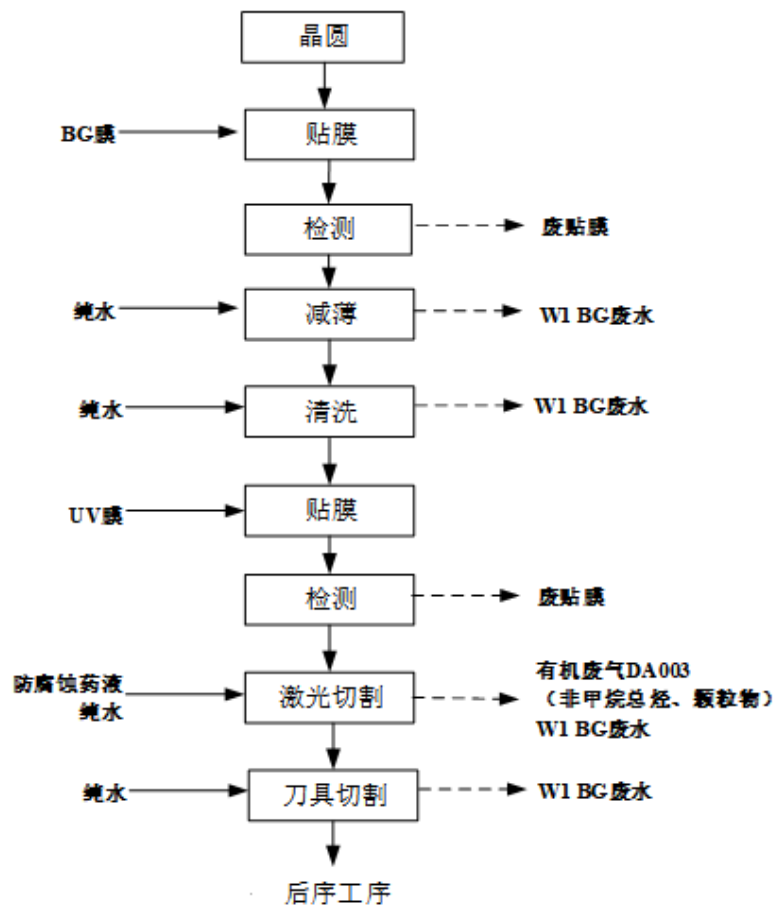 晶圆
BG膜
贴膜
检测
废贴膜
纯水
减薄
W1 BG废水
纯水
清洗
W1 BG废水
UV膜
贴膜
检测
废贴膜
防腐蚀药液
纯水
激光切割
有机废气DA003
（非甲烷总烃、颗粒物）
W1 BG废水
纯水
刀具切割
W1 BG废水
后序工序